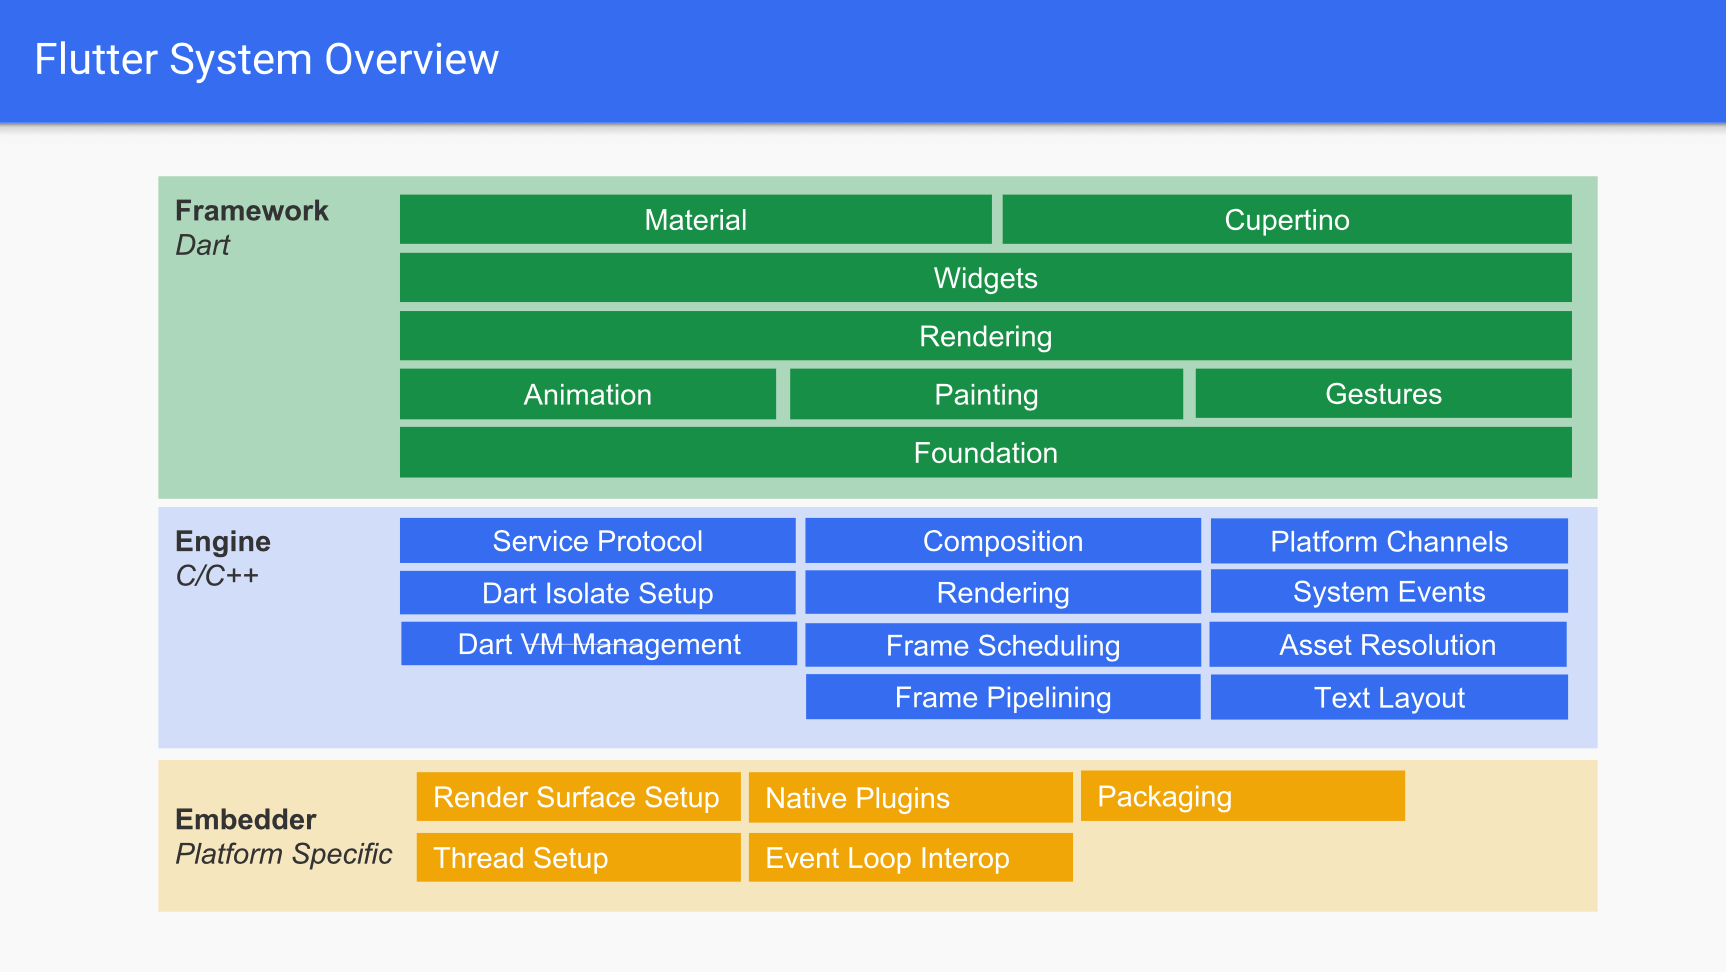 Flutter System Overview
Framework
Dart
Material
Cupertino
Widgets
Rendering
Animation
Painting
Gestures
Foundation
Engine
C/C++
Service Protocol
Composition
Platform Channels
Dart Isolate Setup
Rendering
System Events
Dart VM Management
Frame Scheduling
Asset Resolution
Frame Pipelining
Text Layout
Embedder
Platform Specific
Render Surface Setup
Native Plugins
Packaging
Thread Setup
Event Loop Interop